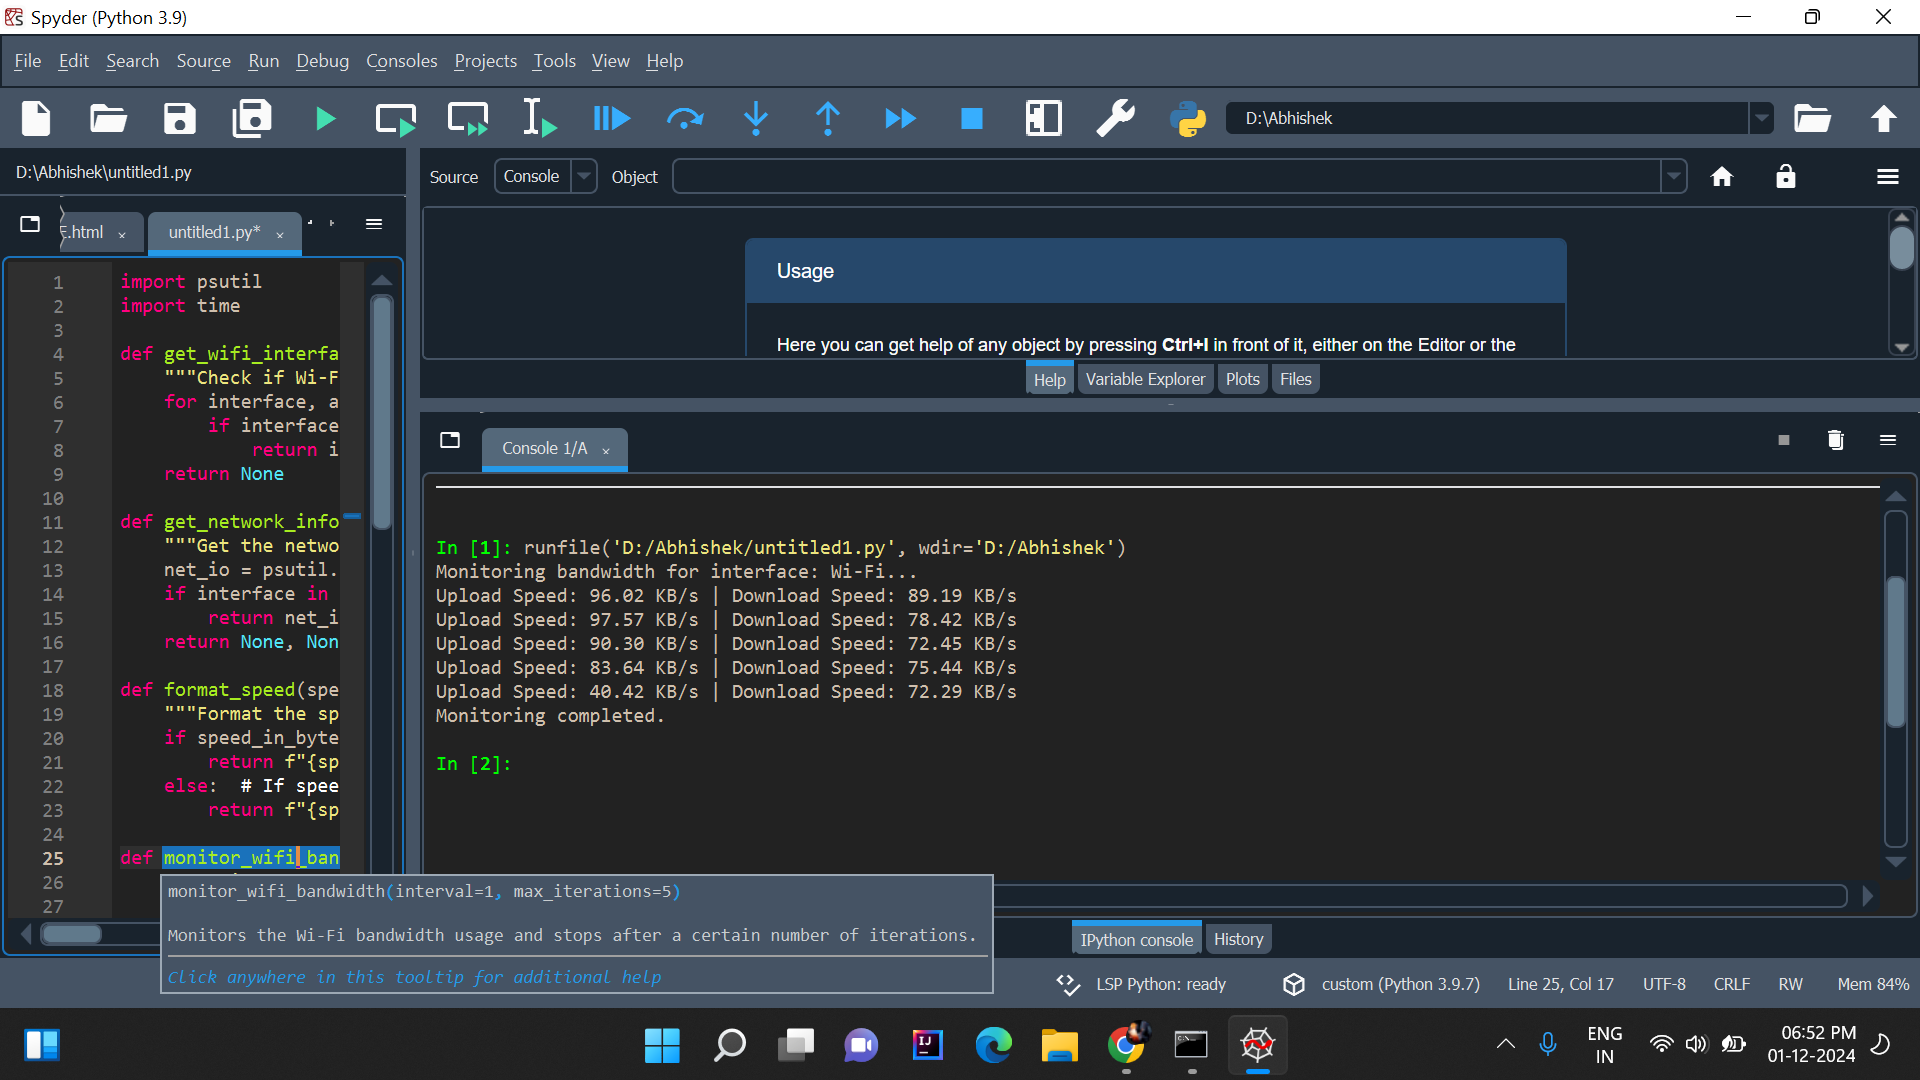 Spyder (Python 3.9)
File Edit Search Source Run Debug Consoles Projects Tools View Help
D:\Abhishek
D:\Abhishek\untitled1.py
Source Console Object
.html untitled1.py*
Usage
Here you can get help of any object by pressing Ctrl+I in front of it, either on the Editor or the
Help Variable Explorer Plots Files
1 import psutil
2 import time
3
4 def get_wifi_interfa
5 """Check if Wi-F
6 for interface, a
7 if interface
8 return i
9 return None
10
11 def get_network_info
12 """Get the netwo
13 net_io = psutil.
14 if interface in
15 return net_i
16 return None, Non
17
18 def format_speed(spe
19 """Format the sp
20 if speed_in_byte
21 return f"{sp
22 else: # If spee
23 return f"{sp
24
25 def monitor_wifi_ban
26
27
monitor_wifi_bandwidth(interval=1, max_iterations=5)
Monitors the Wi-Fi bandwidth usage and stops after a certain number of iterations.
Click anywhere in this tooltip for additional help
Console 1/A
In [1]: runfile('D:/Abhishek/untitled1.py', wdir='D:/Abhishek')
Monitoring bandwidth for interface: Wi-Fi...
Upload Speed: 96.02 KB/s | Download Speed: 89.19 KB/s
Upload Speed: 97.57 KB/s | Download Speed: 78.42 KB/s
Upload Speed: 90.30 KB/s | Download Speed: 72.45 KB/s
Upload Speed: 83.64 KB/s | Download Speed: 75.44 KB/s
Upload Speed: 40.42 KB/s | Download Speed: 72.29 KB/s
Monitoring completed.
In [2]:
IPython console History
LSP Python: ready custom (Python 3.9.7) Line 25, Col 17 UTF-8 CRLF RW Mem 84%
IJ
ENG
IN
06:52 PM
01-12-2024